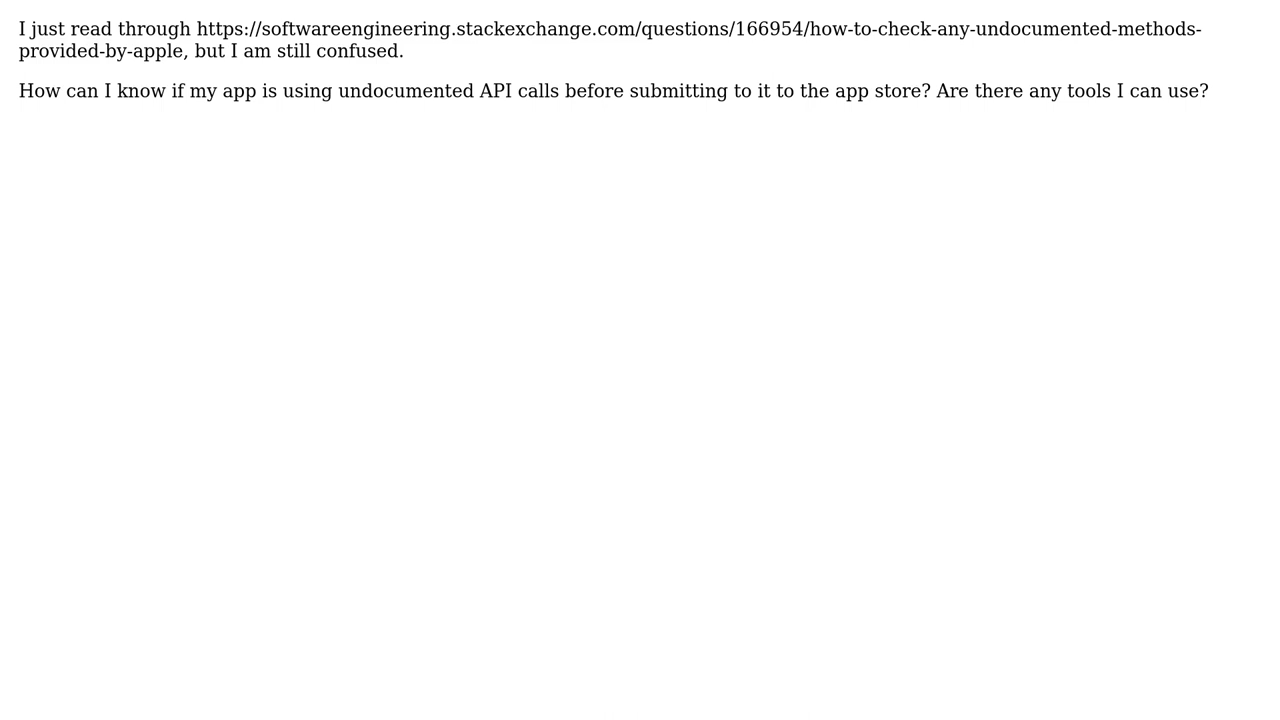 I just read through https://softwareengineering.stackexchange.com/questions/166954/how-to-check-any-undocumented-methods-
provided-by-apple, but I am still confused.
How can I know if my app is using undocumented API calls before submitting to it to the app store? Are there any tools I can use?